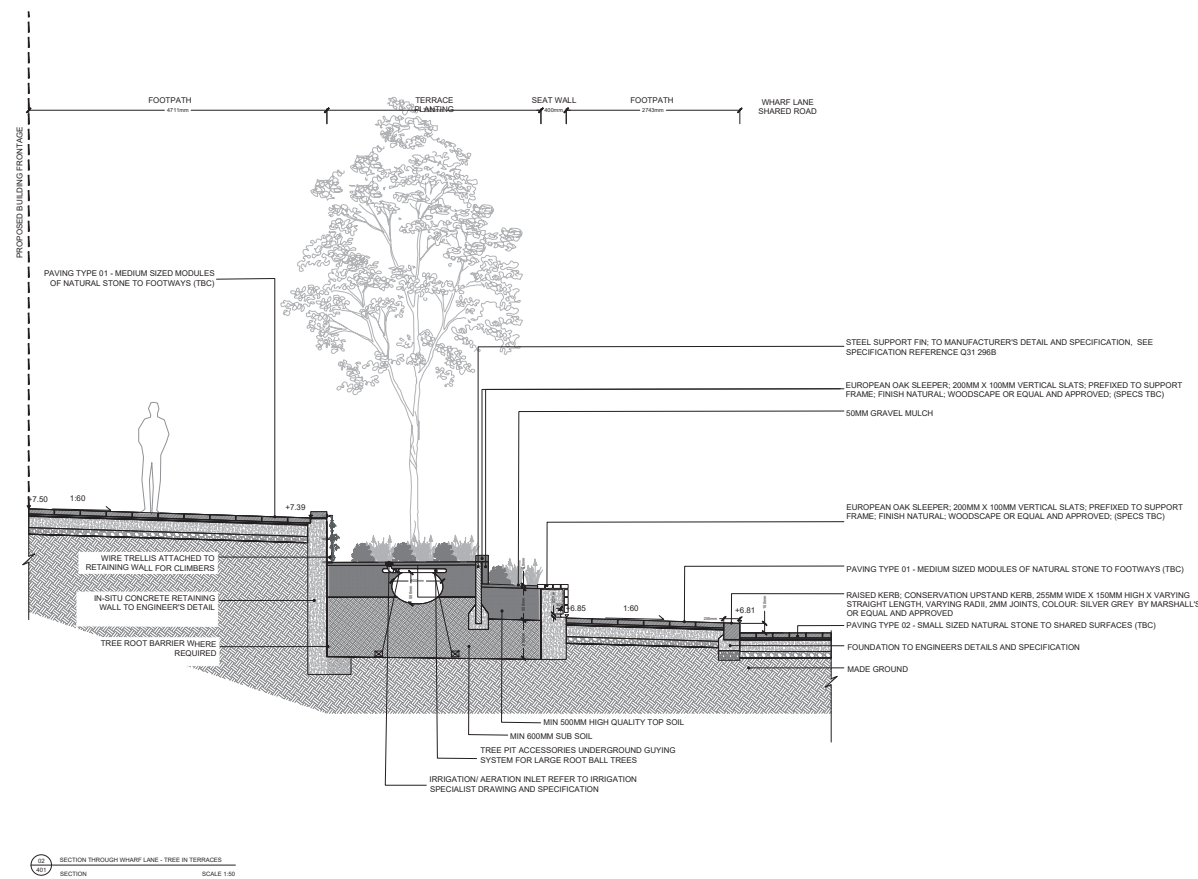 FOOTPATH
4711mm
TERRACE
PLANTING
SEAT WALL
400mm
FOOTPATH
2743mm
WHARF LANE
SHARED ROAD
PROPOSED BUILDING FRONTAGE
PAVING TYPE 01 - MEDIUM SIZED MODULES
OF NATURAL STONE TO FOOTWAYS (TBC)
STEEL SUPPORT FIN; TO MANUFACTURER'S DETAIL AND SPECIFICATION, SEE
SPECIFICATION REFERENCE Q31 296B
EUROPEAN OAK SLEEPER; 200MM X 100MM VERTICAL SLATS; PREFIXED TO SUPPORT
FRAME; FINISH NATURAL; WOODSCAPE OR EQUAL AND APPROVED; (SPECS TBC)
50MM GRAVEL MULCH
+7.50
1:60
+7.39
EUROPEAN OAK SLEEPER; 200MM X 100MM VERTICAL SLATS; PREFIXED TO SUPPORT
FRAME; FINISH NATURAL; WOODSCAPE OR EQUAL AND APPROVED; (SPECS TBC)
WIRE TRELLIS ATTACHED TO
RETAINING WALL FOR CLIMBERS
IN-SITU CONCRETE RETAINING
WALL TO ENGINEER'S DETAIL
TREE ROOT BARRIER WHERE
REQUIRED
+6.85
1:60
+6.81
PAVING TYPE 01 - MEDIUM SIZED MODULES OF NATURAL STONE TO FOOTWAYS (TBC)
RAISED KERB; CONSERVATION UPSTAND KERB, 255MM WIDE X 150MM HIGH X VARYING
STRAIGHT LENGTH, VARYING RADII, 2MM JOINTS, COLOUR: SILVER GREY BY MARSHALL'S
OR EQUAL AND APPROVED
PAVING TYPE 02 - SMALL SIZED NATURAL STONE TO SHARED SURFACES (TBC)
FOUNDATION TO ENGINEERS DETAILS AND SPECIFICATION
MADE GROUND
MIN 500MM HIGH QUALITY TOP SOIL
MIN 600MM SUB SOIL
TREE PIT ACCESSORIES UNDERGROUND GUYING
SYSTEM FOR LARGE ROOT BALL TREES
IRRIGATION/ AERATION INLET REFER TO IRRIGATION
SPECIALIST DRAWING AND SPECIFICATION
02
401
SECTION THROUGH WHARF LANE - TREE IN TERRACES
SECTION
SCALE 1:50